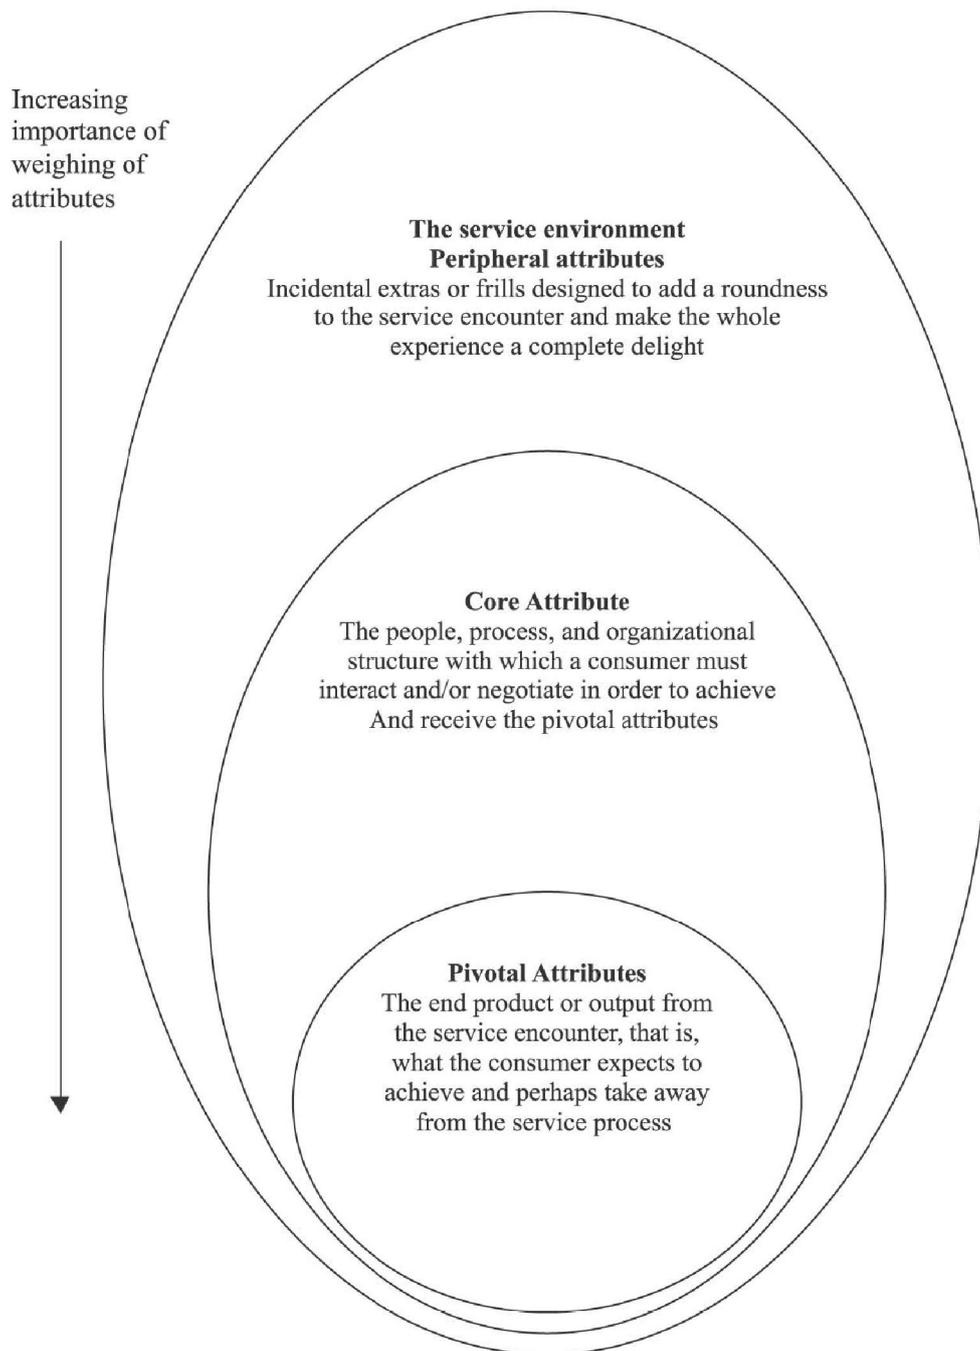 Increasing
importance of
weighing of
attributes
The service environment
Peripheral attributes
Incidental extras or frills designed to add a roundness
to the service encounter and make the whole
experience a complete delight
Core Attribute
The people, process, and organizational
structure with which a consumer must
interact and/or negotiate in order to achieve
And receive the pivotal attributes
Pivotal Attributes
The end product or output from
the service encounter, that is,
what the consumer expects to
achieve and perhaps take away
from the service process